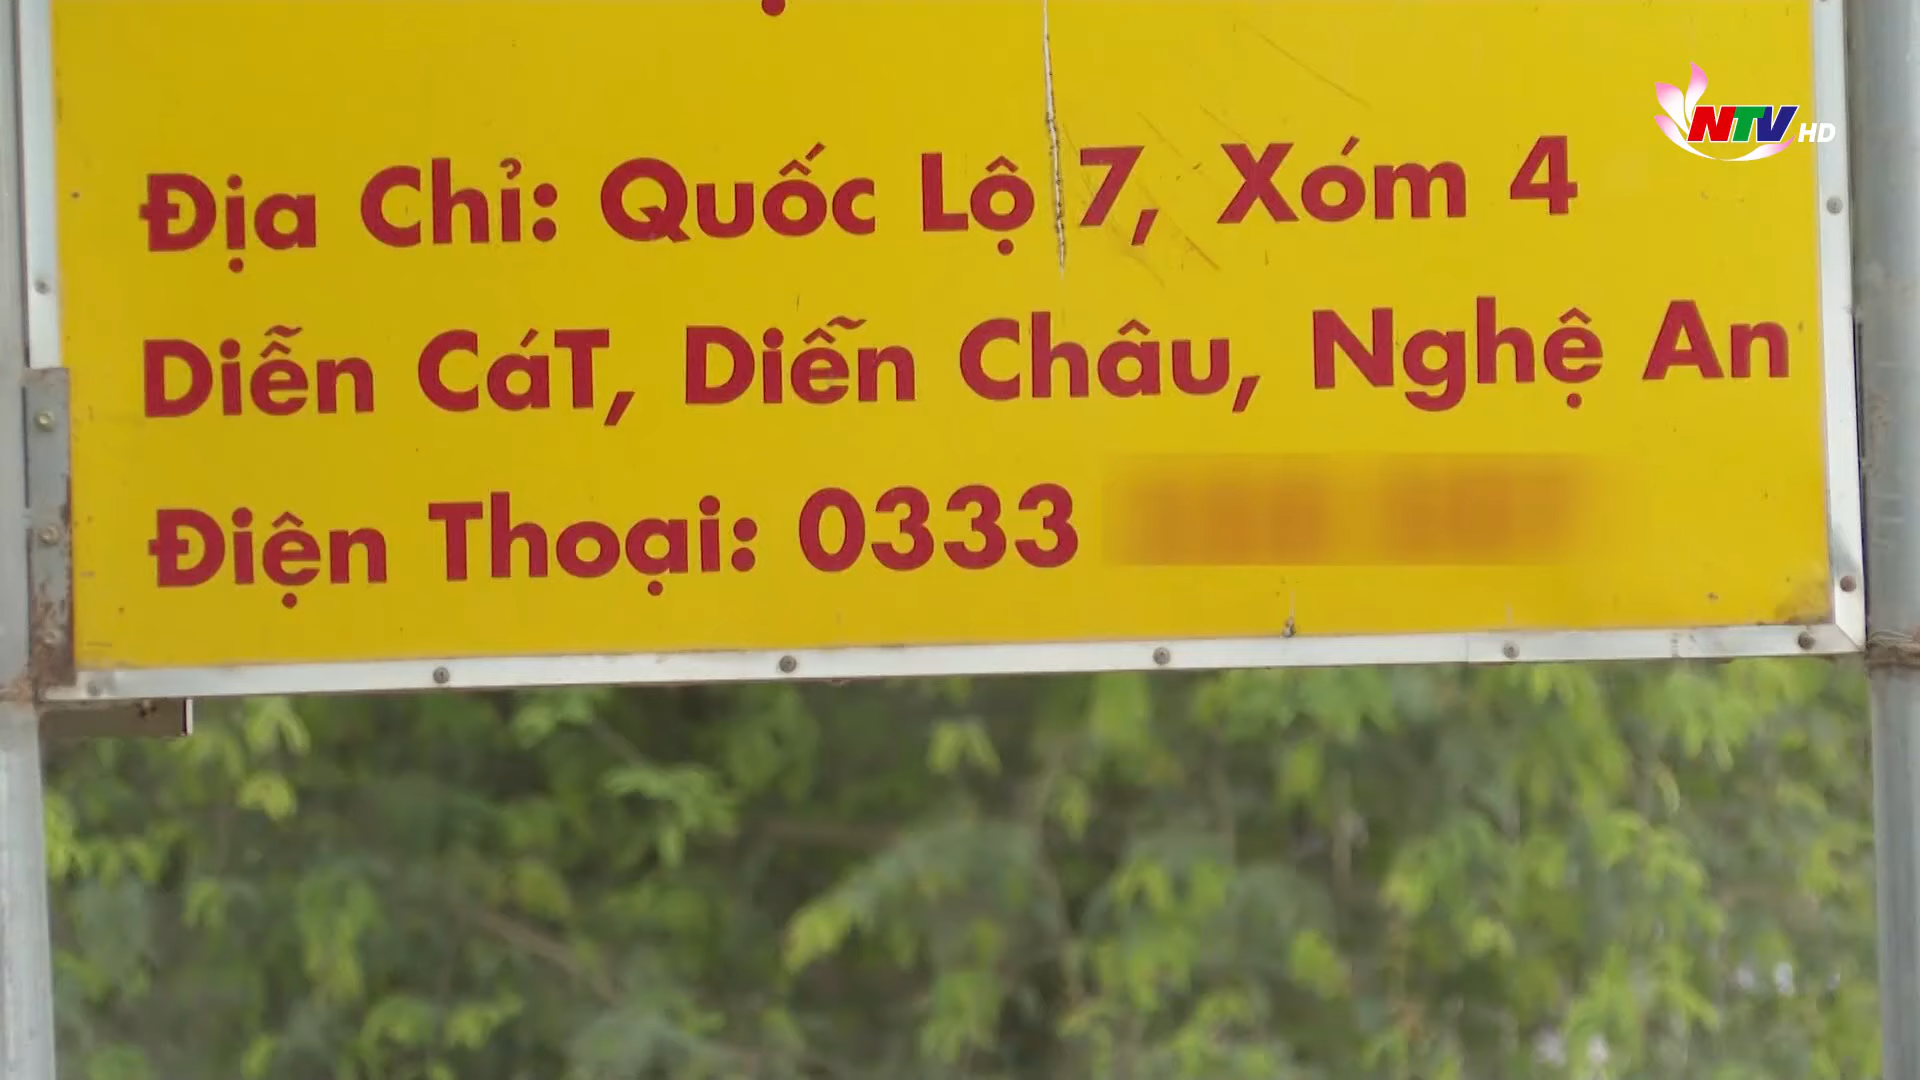 NTV HD
Địa Chỉ: Quốc Lộ 7, Xóm 4
Diễn CáT, Diễn Châu, Nghệ An
Điện Thoại: 0333